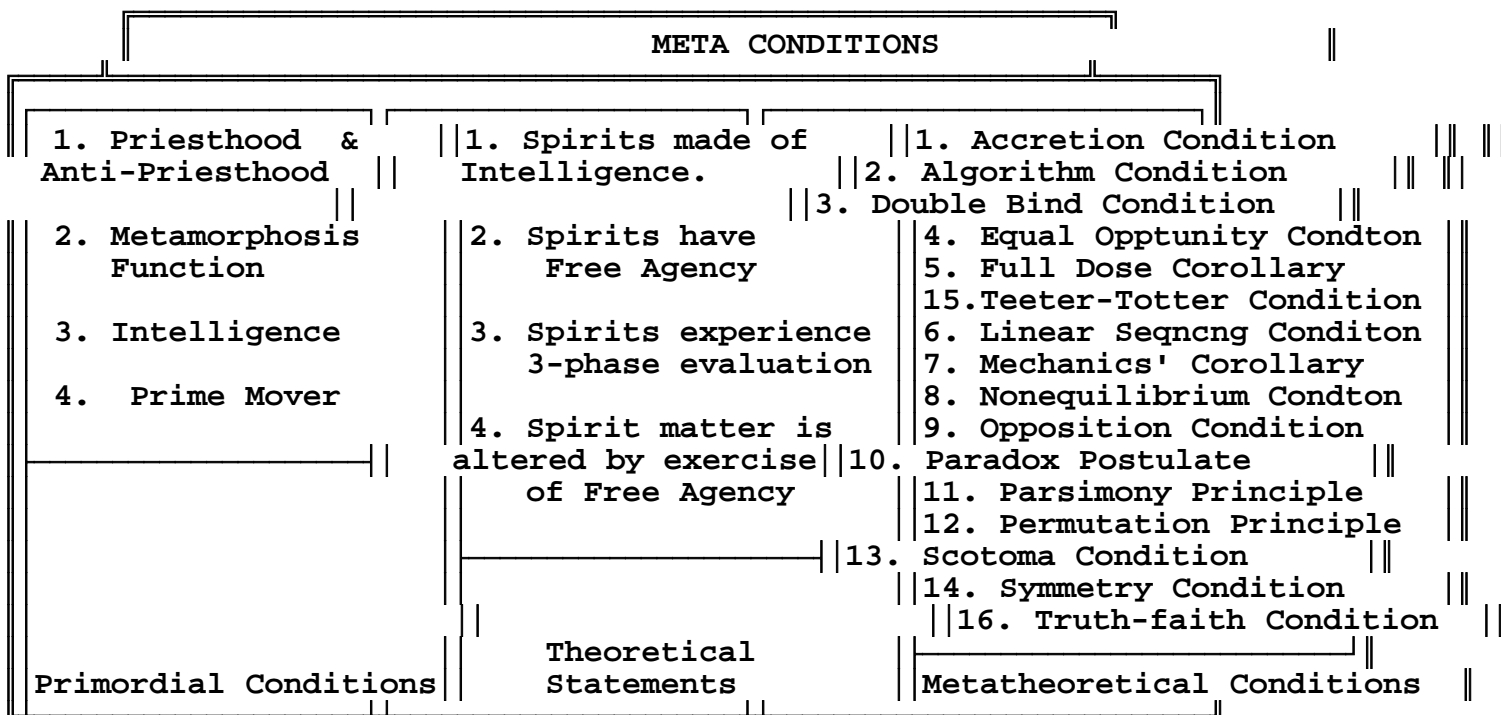 META CONDITIONS
1. Priesthood & 1. Spirits made of 1. Accretion Condition
Anti-Priesthood Intelligence. 2. Algorithm Condition
3. Double Bind Condition
2. Metamorphosis 2. Spirits have 4. Equal Opptunity Condton
Function Free Agency 5. Full Dose Corollary
15.Teeter-Totter Condition
3. Intelligence 3. Spirits experience 6. Linear Seqncng Conditon
3-phase evaluation 7. Mechanics' Corollary
4. Prime Mover 8. Nonequilibrium Condton
4. Spirit matter is 9. Opposition Condition
altered by exercise 10. Paradox Postulate
of Free Agency 11. Parsimony Principle
12. Permutation Principle
13. Scotoma Condition
14. Symmetry Condition
16. Truth-faith Condition
Theoretical
Primordial Conditions Statements Metatheoretical Conditions